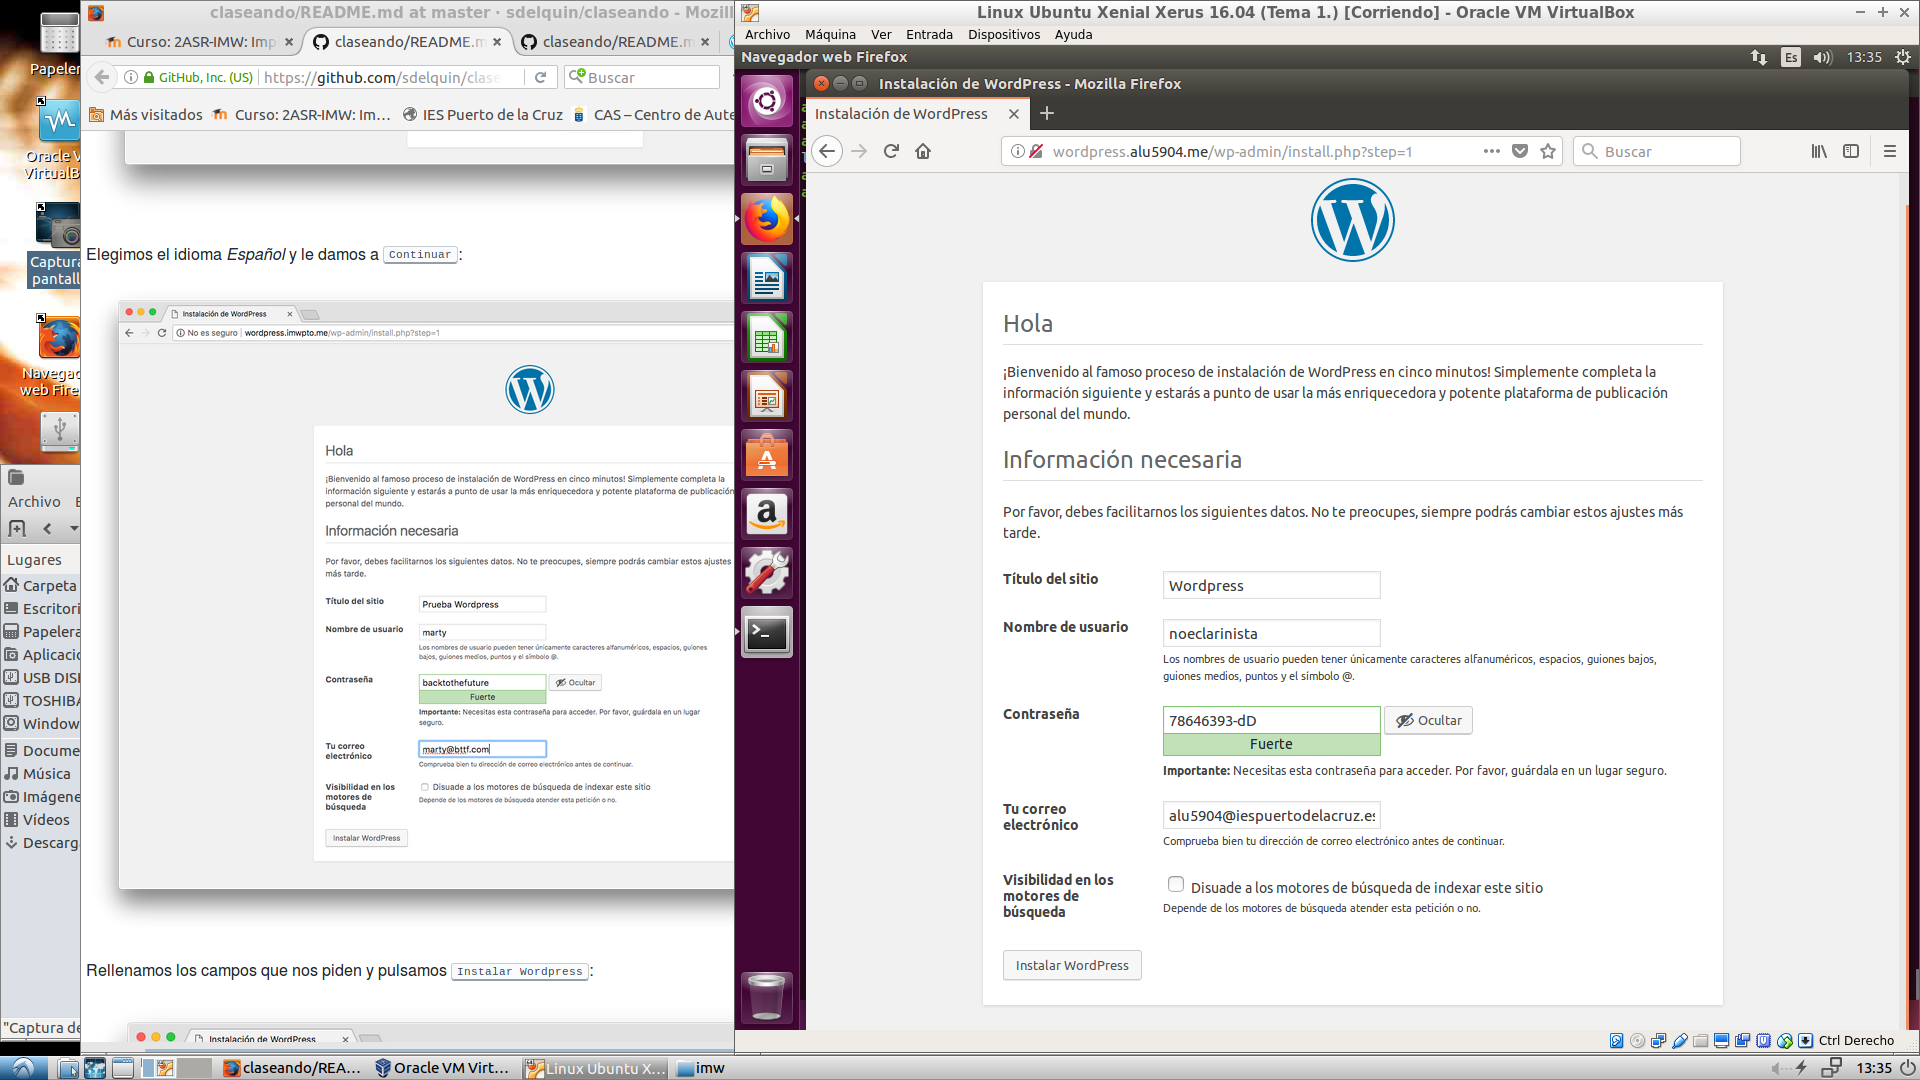 claseando/README.md at master · sdelquin/claseando - Mozil
Curso: 2ASR-IMW: Imp
claseando/README.m
claseando/README.m
GitHub, Inc. (US)
https://github.com/sdelquin/clase
Buscar
Más visitados
Curso: 2ASR-IMW: Im...
IES Puerto de la Cruz
CAS – Centro de Aute
Papeler
Oracle V
VirtualB
Captura
pantall
Navegad
web Fire
Archivo
Lugares
Carpeta
Escritori
Papelera
Aplicacio
USB DIS
TOSHIBA
Window
Docume
Música
Imágene
Vídeos
Descarg
"Captura de
Elegimos el idioma Español y le damos a Continuar :
Instalación de WordPress
No es seguro | wordpress.imwpto.me/wp-admin/install.php?step=1
Hola
¡Bienvenido al famoso proceso de instalación de WordPress en cinco minutos! Simplemente completa la
información siguiente y estarás a punto de usar la más enriquecedora y potente plataforma de publicación
personal del mundo.
Información necesaria
Por favor, debes facilitarnos los siguientes datos. No te preocupes, siempre podrás cambiar estos ajustes
más tarde.
Título del sitio
Prueba Wordpress
Nombre de usuario
marty
Los nombres de usuario pueden tener únicamente caracteres alfanuméricos, espacios, guiones
bajos, guiones medios, puntos y el símbolo @.
Contraseña
backtothefuture
Ocultar
Fuerte
Importante: Necesitas esta contraseña para acceder. Por favor, guárdala en un lugar
seguro.
Tu correo
electrónico
marty@bttf.com
Comprueba bien tu dirección de correo electrónico antes de continuar.
Visibilidad en los
motores de
búsqueda
Disuade a los motores de búsqueda de indexar este sitio
Depende de los motores de búsqueda atender esta petición o no.
Instalar WordPress
Rellenamos los campos que nos piden y pulsamos Instalar Wordpress :
Instalación de WordPress
Linux Ubuntu Xenial Xerus 16.04 (Tema 1.) [Corriendo] - Oracle VM VirtualBox
Archivo Máquina Ver Entrada Dispositivos Ayuda
Navegador web Firefox
Es
13:35
Instalación de WordPress - Mozilla Firefox
Instalación de WordPress
wordpress.alu5904.me/wp-admin/install.php?step=1
Buscar
Hola
¡Bienvenido al famoso proceso de instalación de WordPress en cinco minutos! Simplemente completa la
información siguiente y estarás a punto de usar la más enriquecedora y potente plataforma de publicación
personal del mundo.
Información necesaria
Por favor, debes facilitarnos los siguientes datos. No te preocupes, siempre podrás cambiar estos ajustes más
tarde.
Título del sitio
Wordpress
Nombre de usuario
noeclarinista
Los nombres de usuario pueden tener únicamente caracteres alfanuméricos, espacios, guiones bajos,
guiones medios, puntos y el símbolo @.
Contraseña
78646393-dD
Ocultar
Fuerte
Importante: Necesitas esta contraseña para acceder. Por favor, guárdala en un lugar seguro.
Tu correo
electrónico
alu5904@iespuertodelacruz.es
Comprueba bien tu dirección de correo electrónico antes de continuar.
Visibilidad en los
motores de
búsqueda
Disuade a los motores de búsqueda de indexar este sitio
Depende de los motores de búsqueda atender esta petición o no.
Instalar WordPress
Ctrl Derecho
claseando/REA...
Oracle VM Virt...
Linux Ubuntu X...
imw
13:35